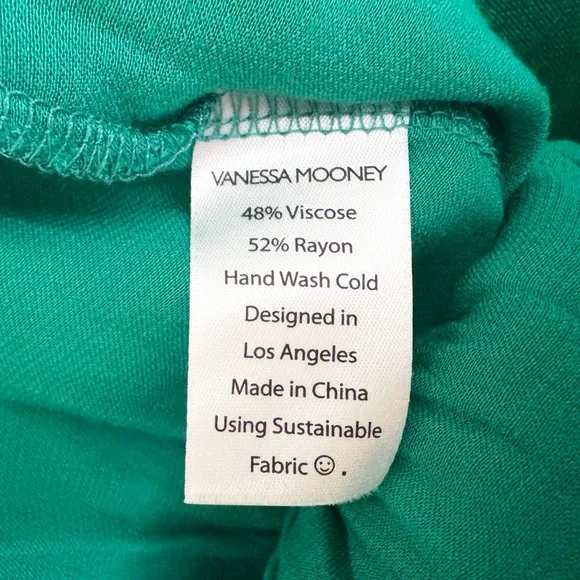 VANESSA MOONEY
48% Viscose
52% Rayon
Hand Wash Cold
Designed in
Los Angeles
Made in China
Using Sustainable
Fabric ☺.